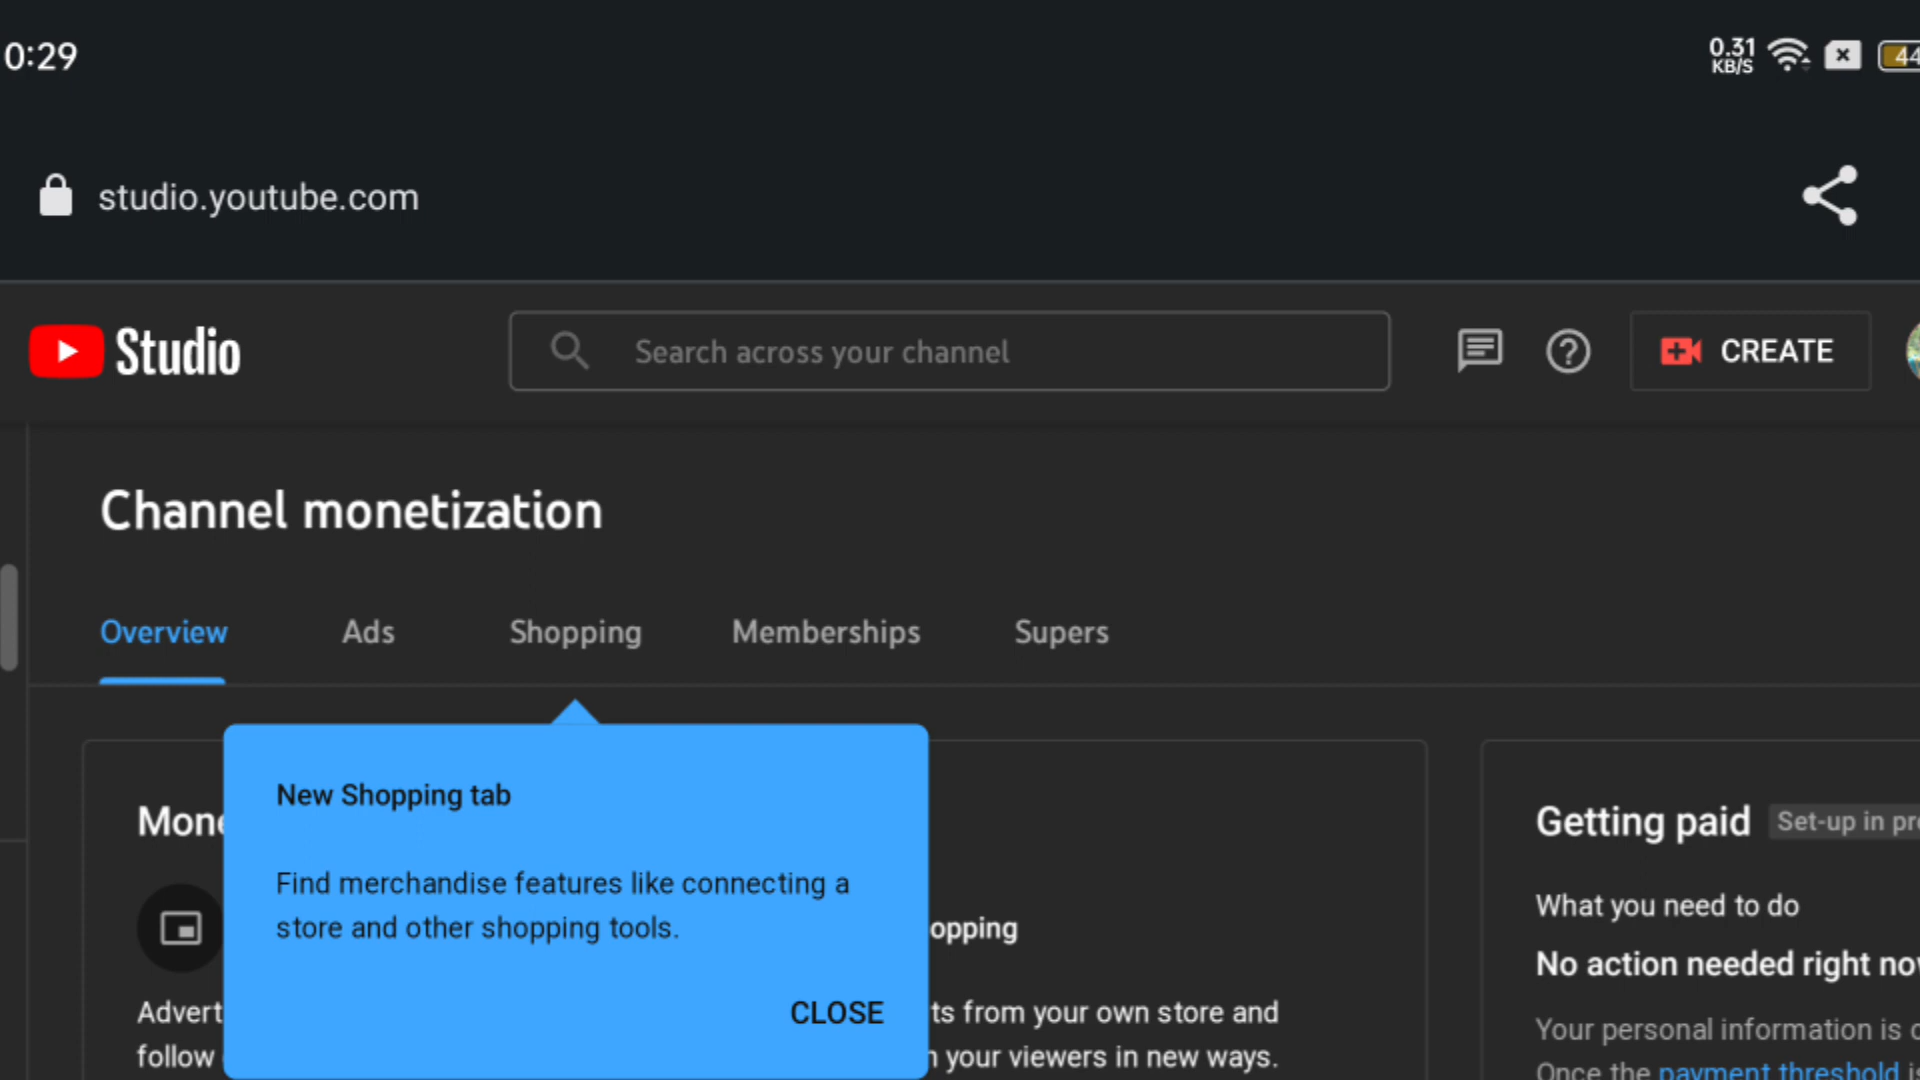 0:29
0.31
KB/S
44
studio.youtube.com
Studio
Search across your channel
CREATE
Channel monetization
Overview
Ads
Shopping
Memberships
Supers
New Shopping tab
Find merchandise features like connecting a
store and other shopping tools.
CLOSE
opping
Advert
follow
ts from your own store and
your viewers in new ways.
Getting paid
Set-up in
What you need to do
No action needed right
Your personal information is
Once the payment threshold